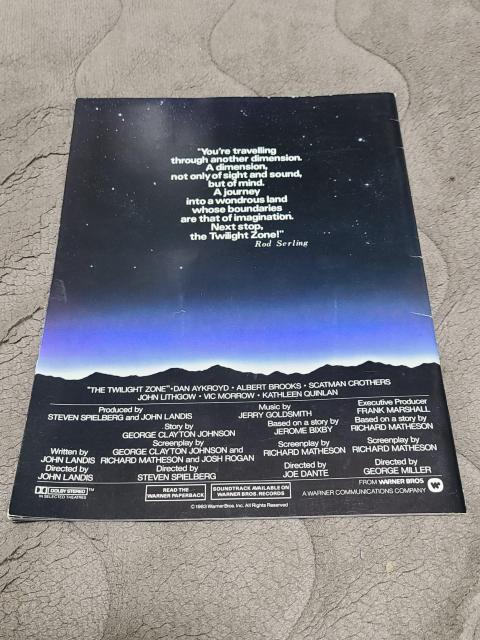 "You're travelling
through another dimension.
A dimension,
not only of sight and sound,
but of mind.
A journey
into a wondrous land
whose boundaries
are that of imagination.
Next stop,
the Twilight Zone!"
Rod Serling
"THE TWILIGHT ZONE" • DAN AYKROYD • ALBERT BROOKS • SCATMAN CROTHERS
JOHN LITHGOW • VIC MORROW • KATHLEEN QUINLAN
Produced by
STEVEN SPIELBERG and JOHN LANDIS
Music by
JERRY GOLDSMITH
Executive Producer
FRANK MARSHALL
Written by
JOHN LANDIS
Directed by
JOHN LANDIS
Story by
GEORGE CLAYTON JOHNSON
Screenplay by
GEORGE CLAYTON JOHNSON and
RICHARD MATHESON and JOSH ROGAN
Directed by
STEVEN SPIELBERG
Based on a story by
JEROME BIXBY
Screenplay by
RICHARD MATHESON
Directed by
JOE DANTE
Based on a story by
RICHARD MATHESON
Screenplay by
RICHARD MATHESON
Directed by
GEORGE MILLER
DOLBY STEREO TM
IN SELECTED THEATRES
READ THE
WARNER PAPERBACK
SOUNDTRACK AVAILABLE ON
WARNER BROS. RECORDS
FROM WARNER BROS
A WARNER COMMUNICATIONS COMPANY
© 1983 Warner Bros. Inc. All Rights Reserved